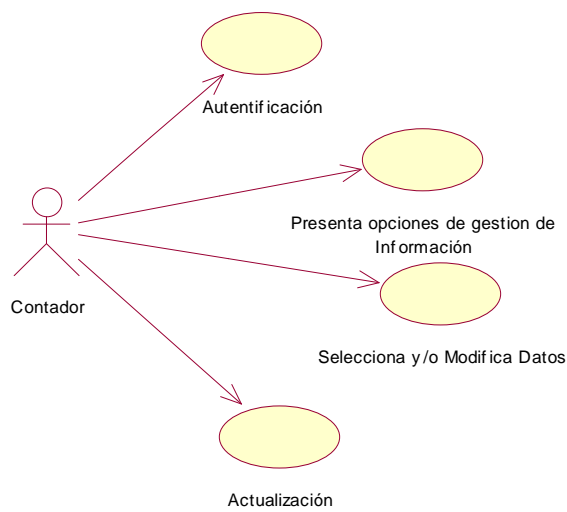 Autentificación
Presenta opciones de gestion de
Información
Contador
Selecciona y/o Modifica Datos
Actualización